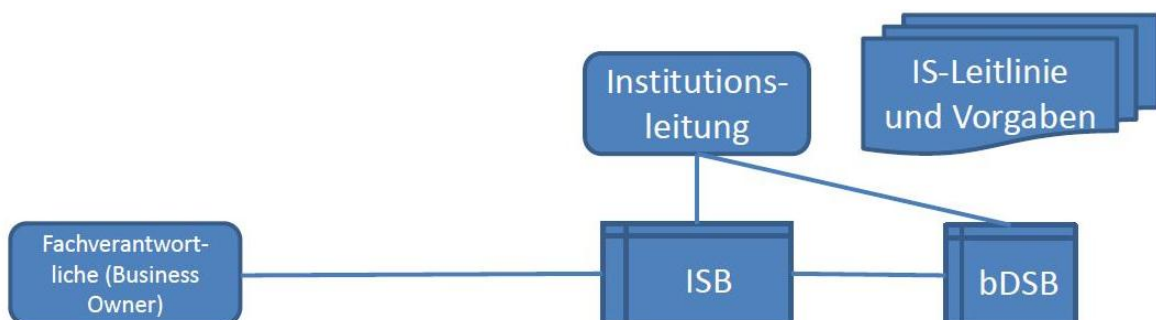 Institutions-
leitung
IS-Leitlinie
und Vorgaben
Fachverantwort-
liche (Business
Owner)
ISB
bDSB